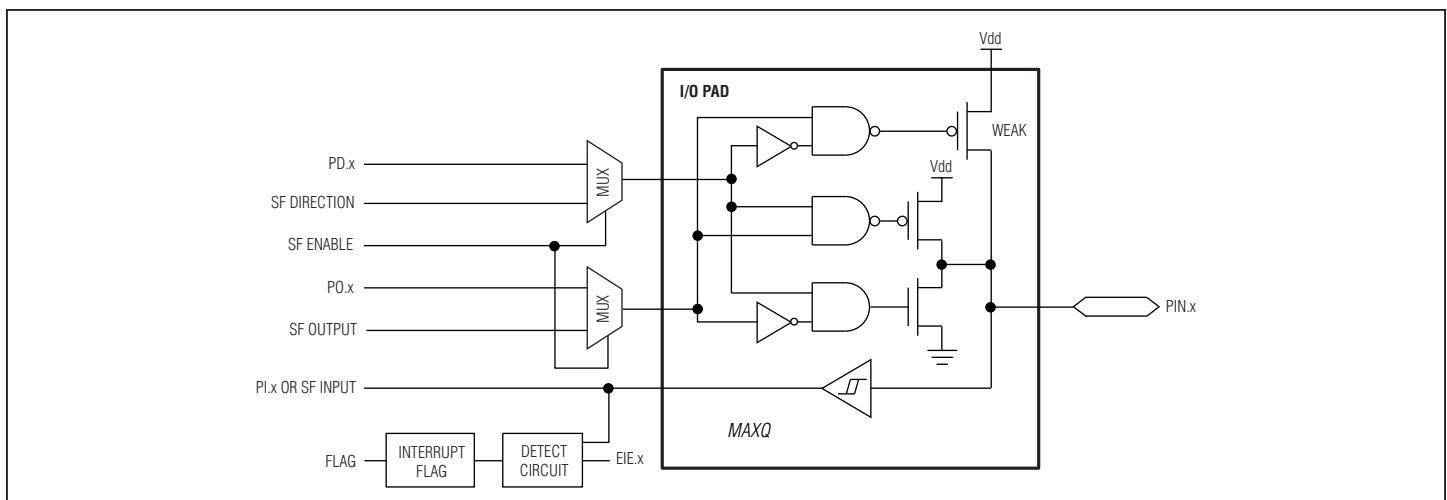 Vdd
I/O PAD
WEAK
PD.x
MUX
Vdd
SF DIRECTION
SF ENABLE
PO.x
MUX
PIN.x
SF OUTPUT
PI.x OR SF INPUT
MAXQ
FLAG
INTERRUPT
FLAG
DETECT
CIRCUIT
EIE.x